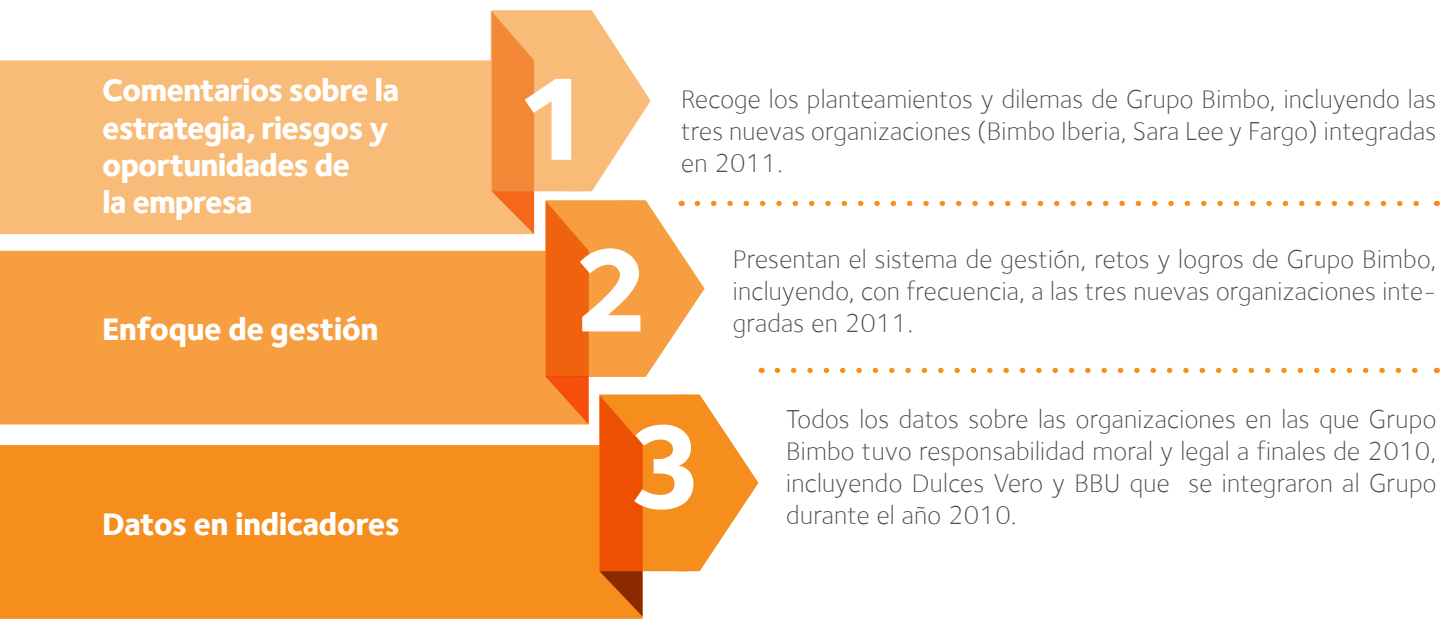 Comentarios sobre la
estrategia, riesgos y
oportunidades de
la empresa
1
Recoge los planteamientos y dilemas de Grupo Bimbo, incluyendo las
tres nuevas organizaciones (Bimbo Iberia, Sara Lee y Fargo) integradas
en 2011.
Enfoque de gestión
2
Presentan el sistema de gestión, retos y logros de Grupo Bimbo,
incluyendo, con frecuencia, a las tres nuevas organizaciones inte-
gradas en 2011.
Datos en indicadores
3
Todos los datos sobre las organizaciones en las que Grupo
Bimbo tuvo responsabilidad moral y legal a finales de 2010,
incluyendo Dulces Vero y BBU que se integraron al Grupo
durante el año 2010.